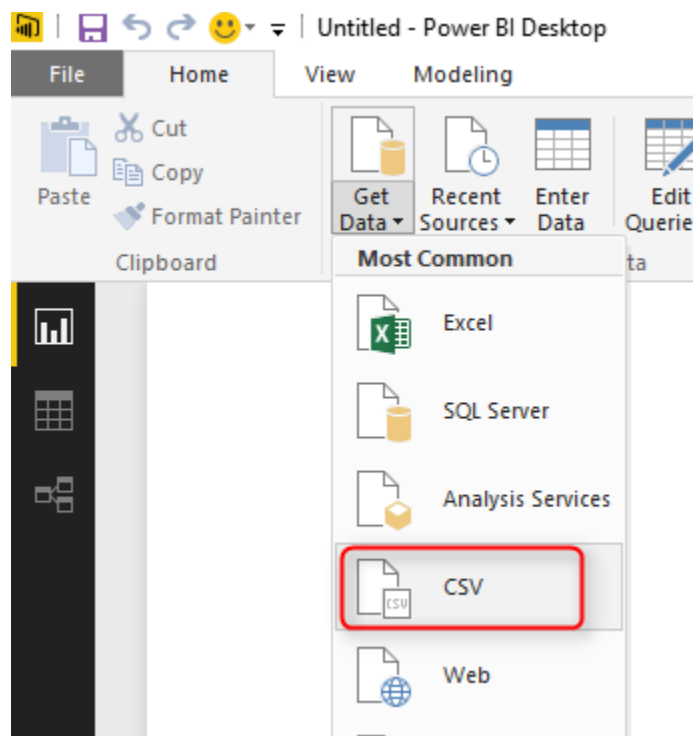 Untitled - Power BI Desktop
File Home View Modeling
Cut
Copy
Paste
Format Painter
Get Data
Recent Sources
Enter Data
Edit Querie
Clipboard
ta
Most Common
Excel
SQL Server
Analysis Services
CSV
CSV
Web